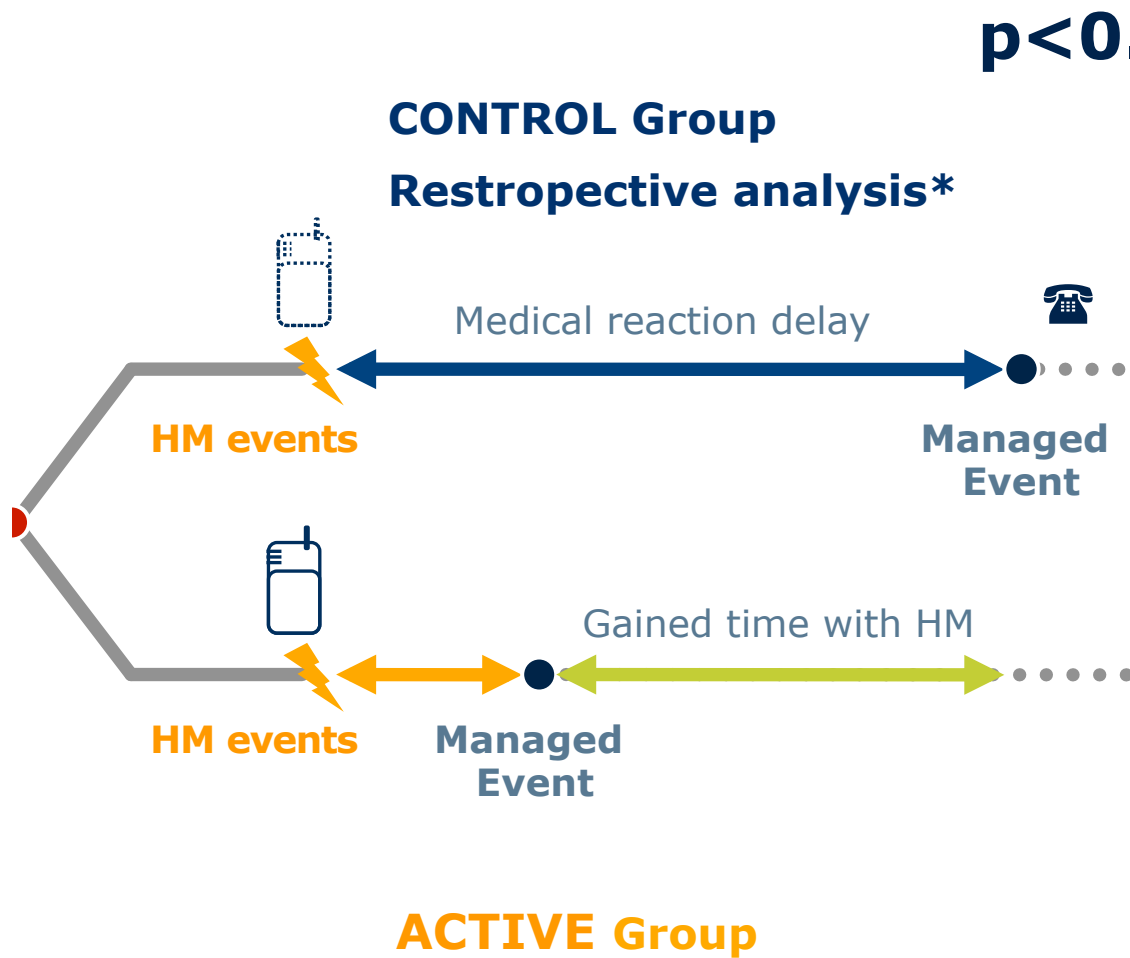 p<0.
CONTROL Group
Restropective analysis*
Medical reaction delay
HM events
Managed
Event
Gained time with HM
HM events
Managed
Event
ACTIVE Group